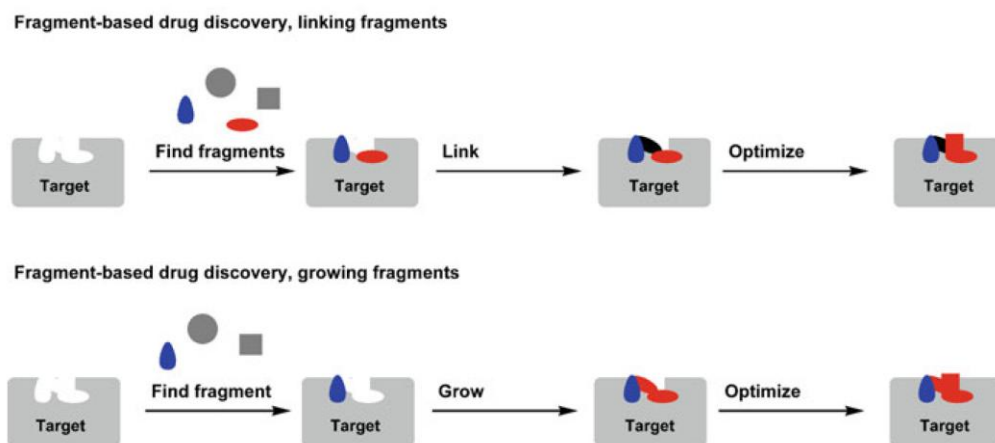 Fragment-based drug discovery, linking fragments
Find fragments
Link
Optimize
Target
Target
Target
Target
Fragment-based drug discovery, growing fragments
Find fragment
Grow
Optimize
Target
Target
Target
Target